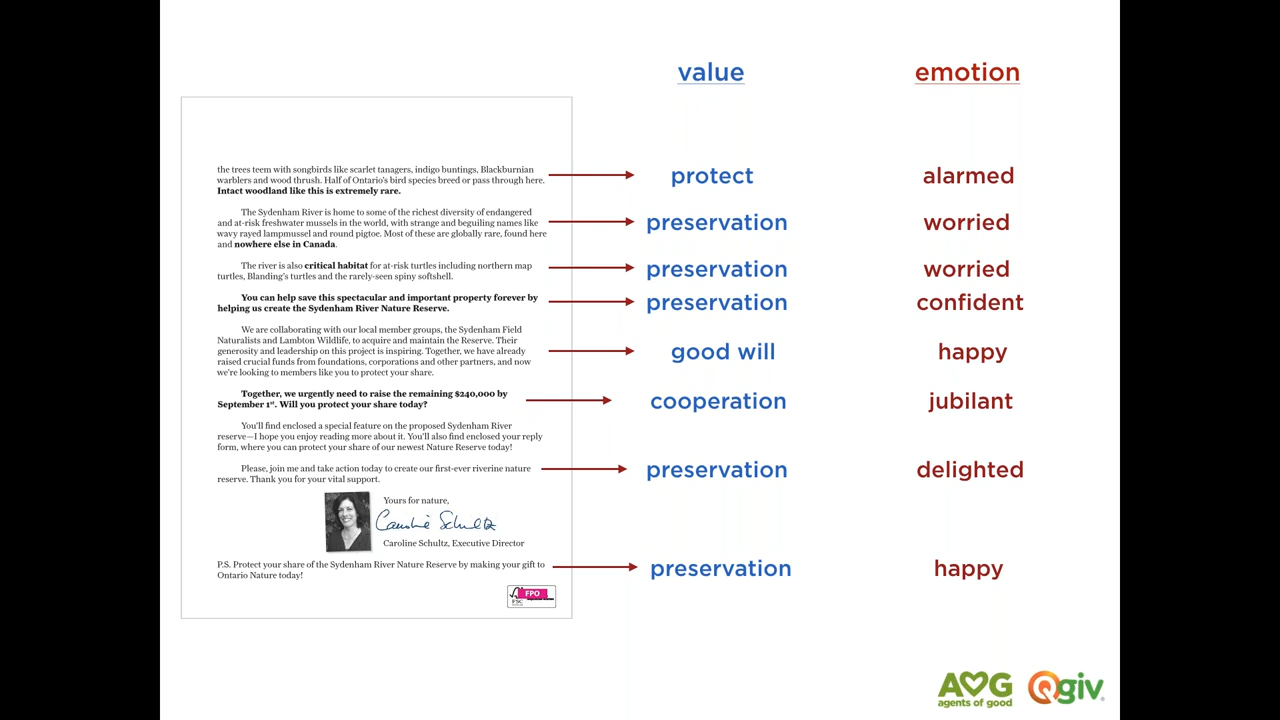 value
emotion
the trees teem with songbirds like scarlet tanagers, indigo buntings, Blackburnian
warblers and wood thrush. Half of Ontario's bird species breed or pass through here.
Intact woodland like this is extremely rare.
protect
alarmed
The Sydenham River is home to some of the richest diversity of endangered
and at-risk freshwater mussels in the world, with strange and beguiling names like
wavy rayed lampmussel and round pigtoe. Most of these are globally rare, found here
and nowhere else in Canada.
preservation
worried
The river is also critical habitat for at-risk turtles including northern map
turtles, Blanding's turtles and the rarely-seen spiny softshell.
preservation
worried
You can help save this spectacular and important property forever by
helping us create the Sydenham River Nature Reserve.
preservation
confident
We are collaborating with our local member groups, the Sydenham Field
Naturalists and Lambton Wildlife, to acquire and maintain the Reserve. Their
generosity and leadership on this project is inspiring. Together, we have already
raised crucial funds from foundations, corporations and other partners, and now
we're looking to members like you to protect your share.
good will
happy
Together, we urgently need to raise the remaining $240,000 by
September 1st. Will you protect your share today?
cooperation
jubilant
You'll find enclosed a special feature on the proposed Sydenham River
reserve—I hope you enjoy reading more about it. You'll also find enclosed your reply
form, where you can protect your share of our newest Nature Reserve today!
Please, join me and take action today to create our first-ever riverine nature
reserve. Thank you for your vital support.
preservation
delighted
Yours for nature,
Caroline Schultz
Caroline Schultz, Executive Director
P.S. Protect your share of the Sydenham River Nature Reserve by making your gift to
Ontario Nature today!
preservation
happy
FSC
FPO
AG
agents of good
Qgiv